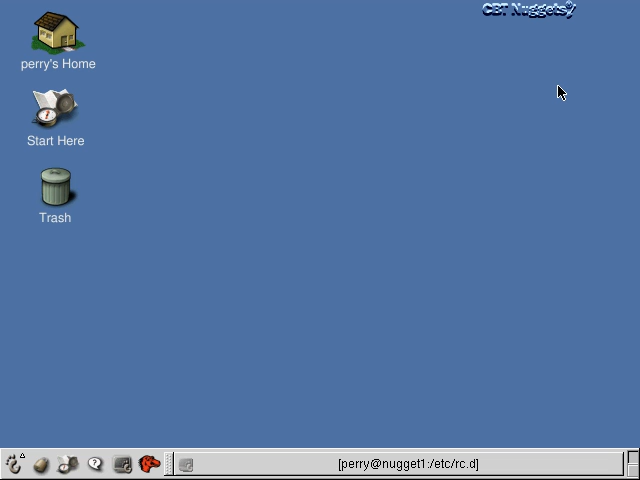 CBT Nuggets
perry's Home
Start Here
Trash
[perry@nugget1:/etc/rc.d]